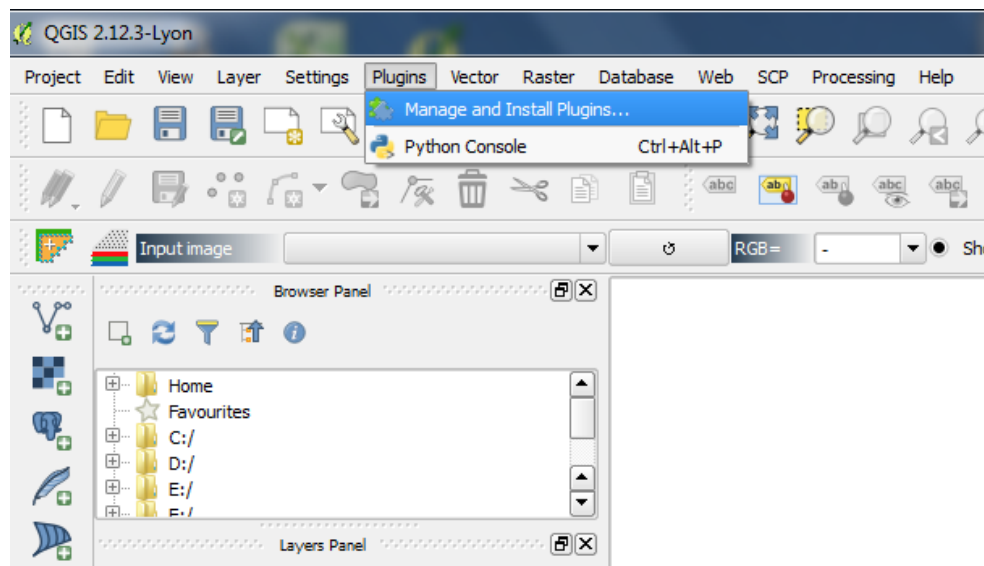 QGIS 2.12.3-Lyon
Project Edit View Layer Settings Plugins Vector Raster Database Web SCP Processing Help
Manage and Install Plugins...
Python Console Ctrl+Alt+P
abc ab ab abc abc
Input image RGB= -
Browser Panel
Home
Favourites
C:/
D:/
E:/
Layers Panel